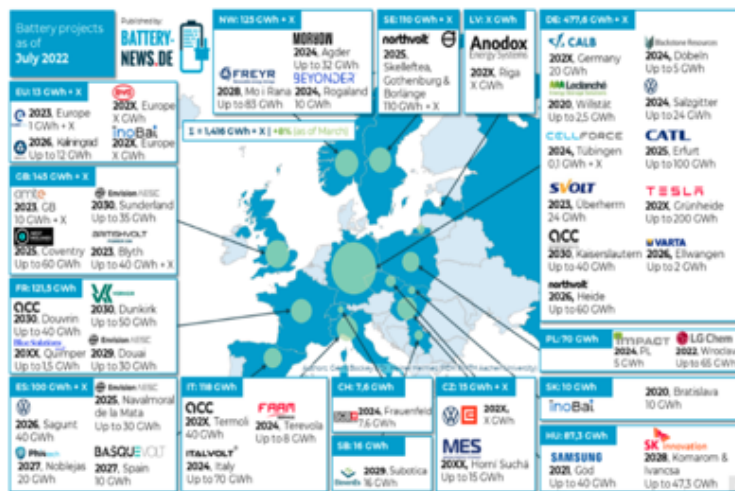 Battery projects
as of
July 2022
Published by:
BATTERY-
NEWS.DE
NW: 125 GWh + X
MORROW
2024, Agder
Up to 32 GWh
FREYR
2028, Mo i Rana
Up to 83 GWh
BEYONDER
2024, Rogaland
10 GWh
SE: 110 GWh + X
northvolt
2025,
Skelleftea,
Gothenburg &
Borlänge
110 GWh + X
LV: X GWh
Anodox
Energy Systems
202X, Riga
X GWh
DE: 477,6 GWh + X
CALB
202X, Germany
20 GWh
Blackstone Resources
2024, Döbeln
Up to 5 GWh
Leclanché
2020, Willstät
Up to 2,5 GWh
2024, Salzgitter
Up to 24 GWh
CELLFORCE
2024, Tübingen
0,1 GWh + X
CATL
2025, Erfurt
Up to 100 GWh
SVOLT
2023, Überherrn
24 GWh
TESLA
202X, Grünheide
Up to 200 GWh
acc
2030, Kaiserslautern
Up to 40 GWh
VARTA
2026, Ellwangen
Up to 2 GWh
northvolt
2026, Heide
Up to 60 GWh
EU: 13 GWh + X
2023, Europe
1 GWh + X
BYD
202X, Europe
X GWh
2026, Kaliningrad
Up to 12 GWh
inoBat
202X, Europe
X GWh
Σ = 1,416 GWh + X | +8% (as of March)
GB: 145 GWh + X
amte
2023, GB
10 GWh + X
Envision AESC
2030, Sunderland
Up to 35 GWh
2025, Coventry
Up to 60 GWh
BRITISHVOLT
2023, Blyth
Up to 40 GWh + X
FR: 121,5 GWh
acc
2030, Douvrin
Up to 40 GWh
VERKOR
2030, Dunkirk
Up to 50 GWh
Blue Solutions
20XX, Quimper
Up to 1,5 GWh
Envision AESC
2029, Douai
Up to 30 GWh
ES: 100 GWh + X
2026, Sagunt
40 GWh
Envision AESC
2025, Navalmoral
de la Mata
Up to 30 GWh
Phi4tech
2027, Noblejas
20 GWh
BASQUEVOLT
2027, Spain
10 GWh
IT: 118 GWh
acc
202X, Termoli
40 GWh
FAAM
2024, Terevola
Up to 8 GWh
ITALVOLT
2024, Italy
Up to 70 GWh
CH: 7,6 GWh
2024, Frauenfeld
7,6 GWh
SB: 16 GWh
ElevenEs
2029, Subotica
16 GWh
CZ: 15 GWh + X
202X,
X GWh
MES
20XX, Horní Suchá
Up to 15 GWh
PL: 70 GWh
IMPACT
2024, PL
5 GWh
LG Chem
2022, Wroclaw
Up to 65 GWh
SK: 10 GWh
inoBat
2020, Bratislava
10 GWh
HU: 87,3 GWh
SAMSUNG
2021, Göd
Up to 40 GWh
SK innovation
2028, Komarom &
Ivancsa
Up to 47,3 GWh